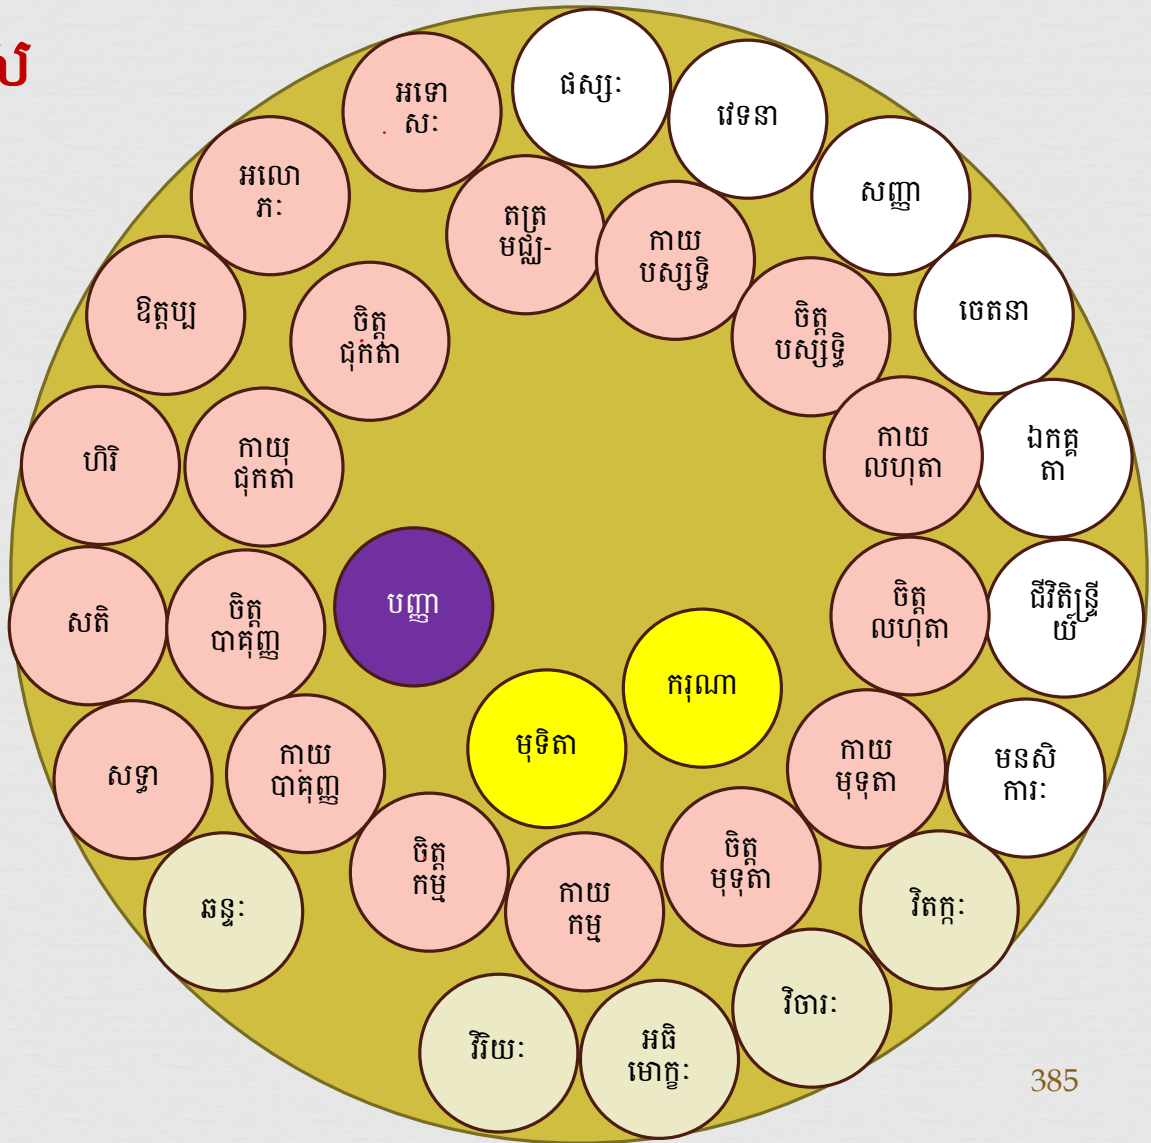 ផស្សៈ
វេទនា
សញ្ញា
ចេតនា
ឯកគ្គ
តា
ជីវិតិន្ទ្រី
យ៍
មនសិ
ការៈ
វិតក្កៈ
វិចារៈ
អធិ
មោក្ខៈ
វិរិយៈ
ឆន្ទៈ
សទ្ធា
សតិ
ហិរិ
ឱត្តប្ប
អលោ
ភៈ
អទោ
សៈ
តត្រ
មជ្ឈ-
កាយ
បស្សទ្ធិ
ចិត្ត
បស្សទ្ធិ
កាយ
លហុតា
ចិត្ត
លហុតា
កាយ
មុទុតា
ចិត្ត
មុទុតា
កាយ
កម្ម
ចិត្ត
កម្ម
កាយ
បាគុញ្ញ
ចិត្ត
បាគុញ្ញ
កាយុ
ជុកតា
ចិត្ត
ជុកតា
បញ្ញា
មុទិតា
ករុណា
385